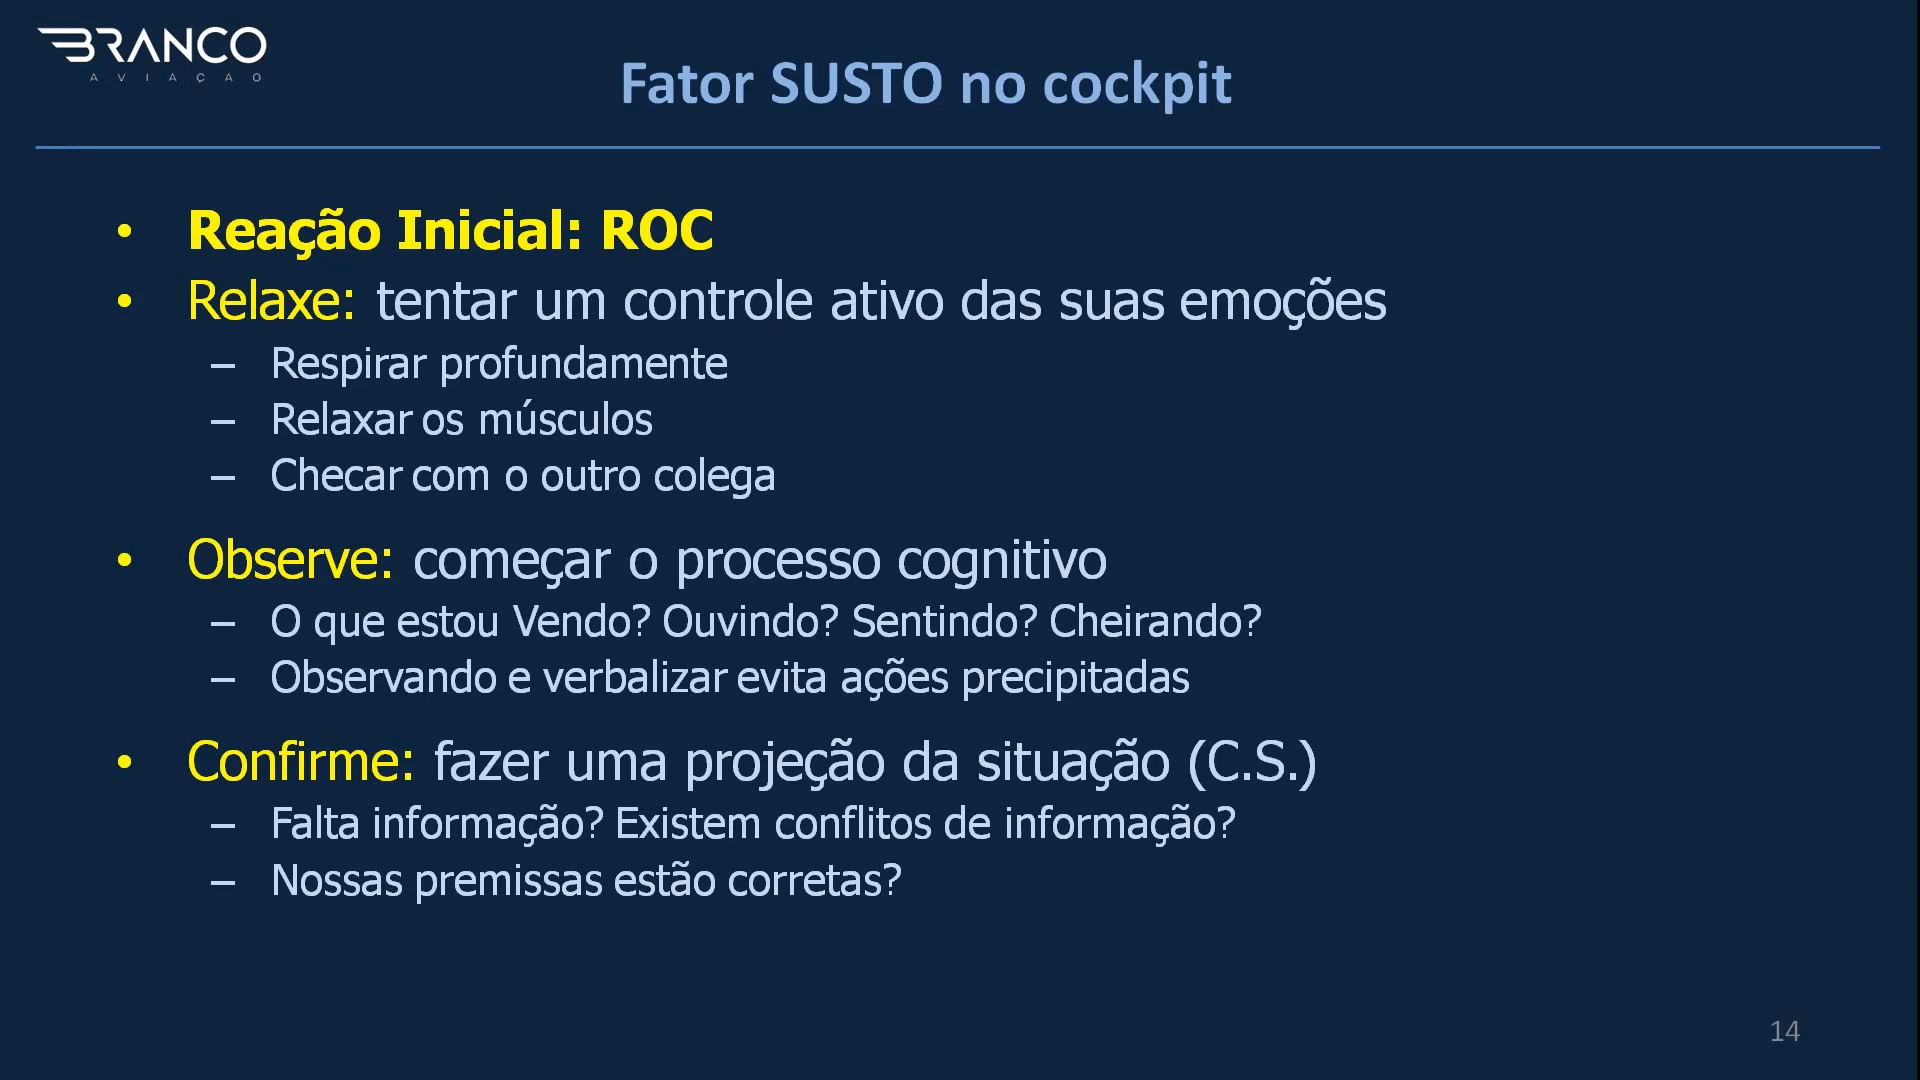 BRANCO
AVIAÇAO
Fator SUSTO no cockpit
• Reação Inicial: ROC
• Relaxe: tentar um controle ativo das suas emoções
– Respirar profundamente
– Relaxar os músculos
– Checar com o outro colega
• Observe: começar o processo cognitivo
– O que estou Vendo? Ouvindo? Sentindo? Cheirando?
– Observando e verbalizar evita ações precipitadas
• Confirme: fazer uma projeção da situação (C.S.)
– Falta informação? Existem conflitos de informação?
– Nossas premissas estão corretas?
14